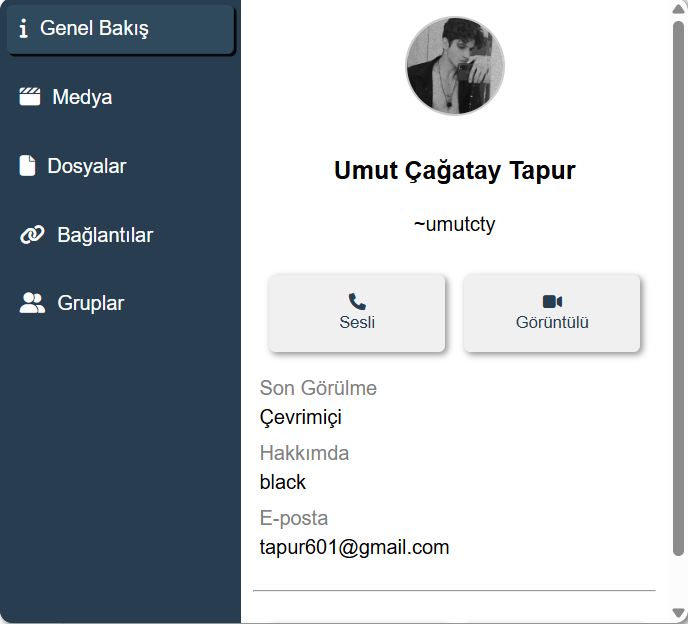 Genel Bakış
Medya
Dosyalar
Bağlantılar
Gruplar
Umut Çağatay Tapur
~umutcty
Sesli
Görüntülü
Son Görülme
Çevrimiçi
Hakkımda
black
E-posta
tapur601@gmail.com